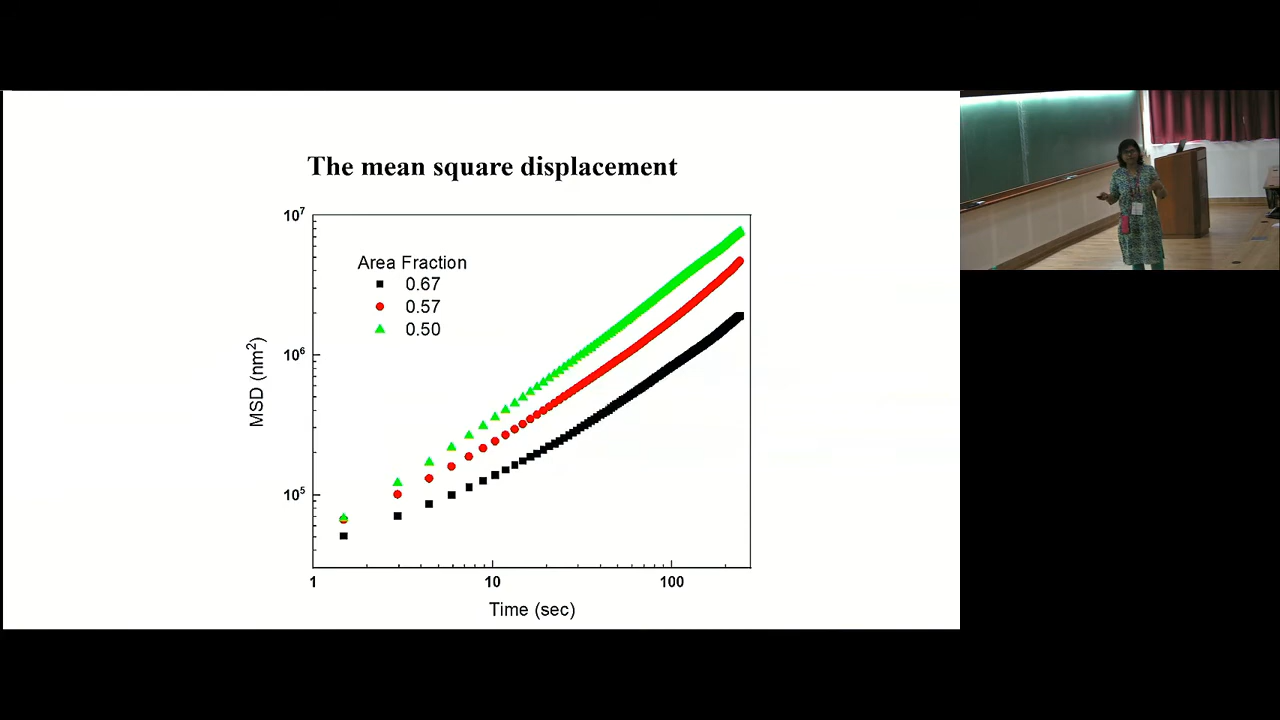 The mean square displacement
10⁷
10⁶
10⁵
MSD (nm²)
Area Fraction
0.67
0.57
0.50
1 10 100
Time (sec)